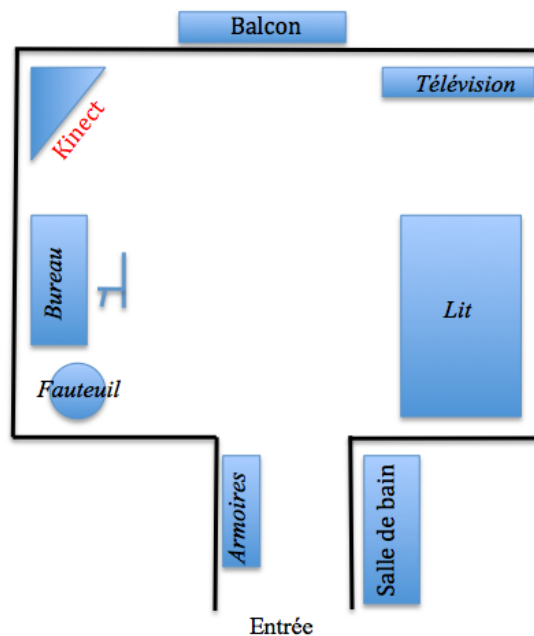 Balcon
Télévision
Kinect
Bureau
Lit
Fauteuil
Armoires
Salle de bain
Entrée